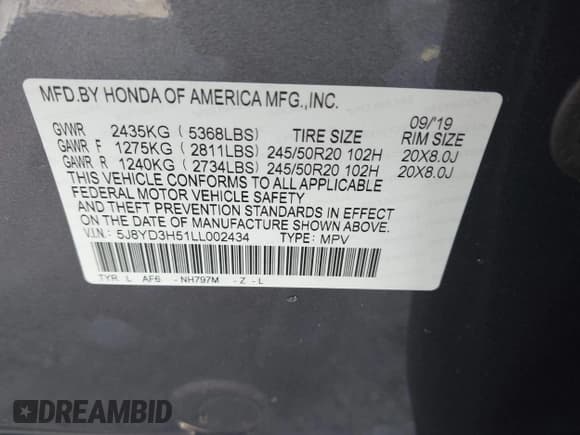 MFD.BY HONDA OF AMERICA MFG.,INC.
09/'19
GVWR 2435KG ( 5368LBS) TIRE SIZE RIM SIZE
GAWR F 1275KG ( 2811LBS) 245/50R20 102H 20X8.0J
GAWR R 1240KG ( 2734LBS) 245/50R20 102H 20X8.0J
THIS VEHICLE CONFORMS TO ALL APPLICABLE
FEDERAL MOTOR VEHICLE SAFETY
AND THEFT PREVENTION STANDARDS IN EFFECT
ON THE DATE OF MANUFACTURE SHOWN ABOVE.
V.I.N.: 5J8YD3H51LL002434 TYPE: MPV
TYR L AF6 - NH797M - Z - L
DREAMBID